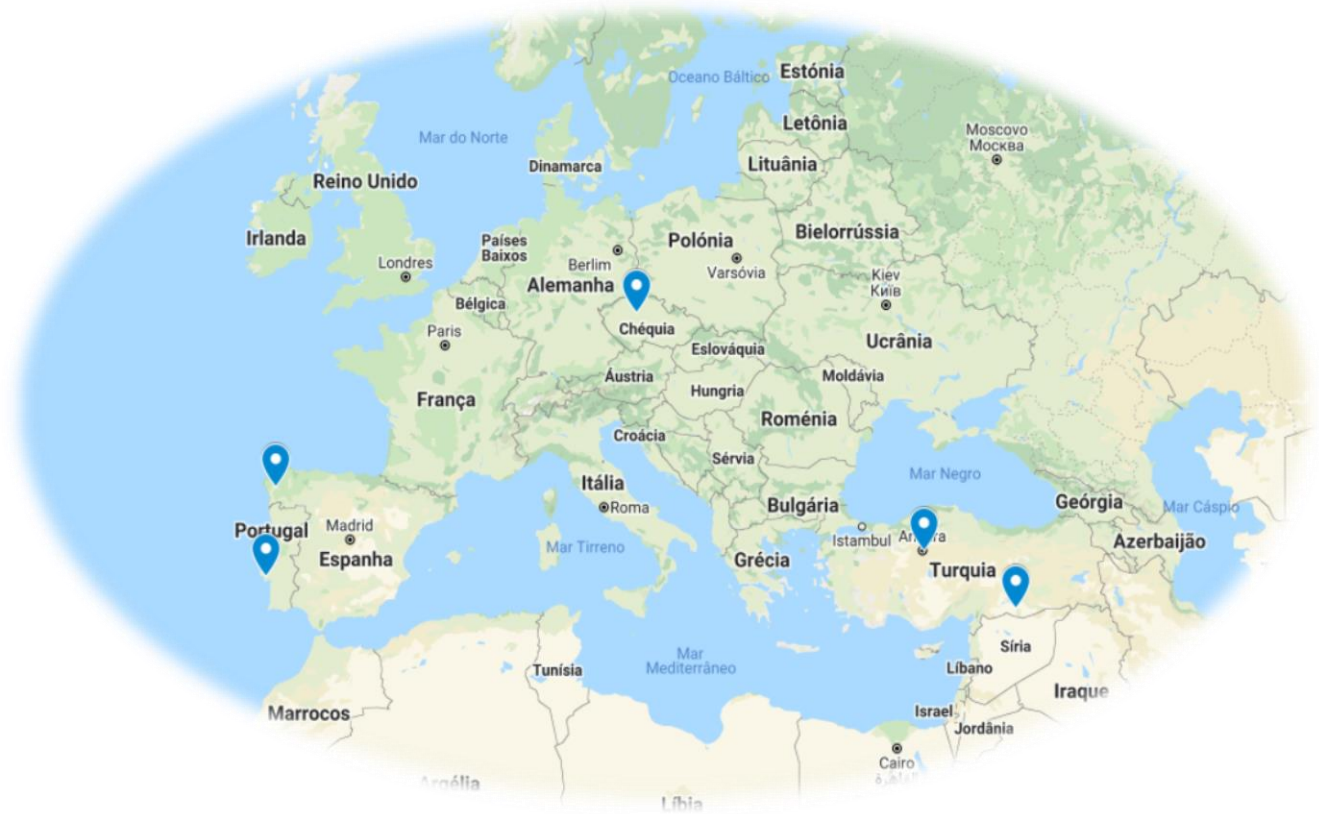 Oceano Báltico
Estónia
Letônia
Moscovo
Москва
Mar do Norte
Dinamarca
Lituânia
Reino Unido
Irlanda
Países
Baixos
Polónia
Bielorrússia
Londres
Berlim
Varsóvia
Kiev
Київ
Alemanha
Bélgica
Paris
Chéquia
Ucrânia
Eslováquia
Áustria
Moldávia
Hungria
França
Roménia
Croácia
Sérvia
Mar Negro
Itália
Roma
Bulgária
Geórgia
Mar Cáspio
Portugal
Madrid
Espanha
Mar Tirreno
Istambul
Azerbaijão
Grécia
Turquia
Síria
Mar
Mediterrâneo
Tunísia
Líbano
Iraque
Marrocos
Israel
Jordânia
Cairo
القاهرة
Argélia
Líbia